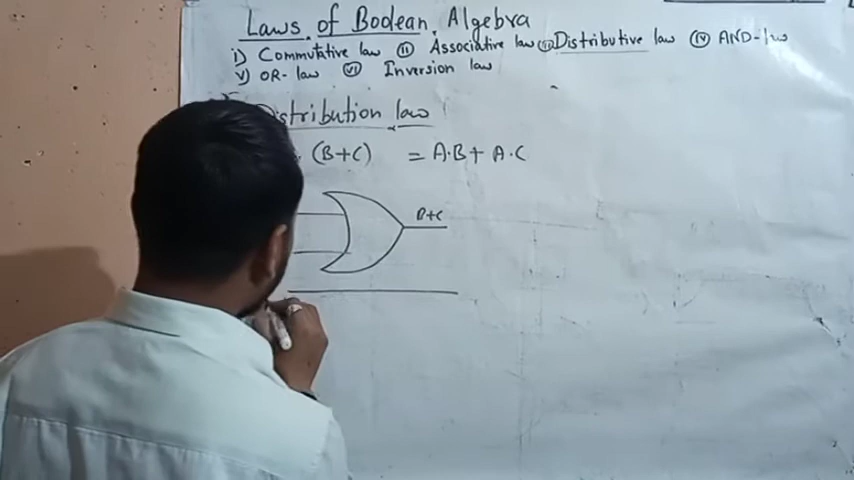 Laws of Boolean Algebra
i) Commutative law (ii) Associative law (iii) Distributive law (iv) AND-law
v) OR-law (vi) Inversion law
stribution law
(B+C) = A.B + A.C
B+C